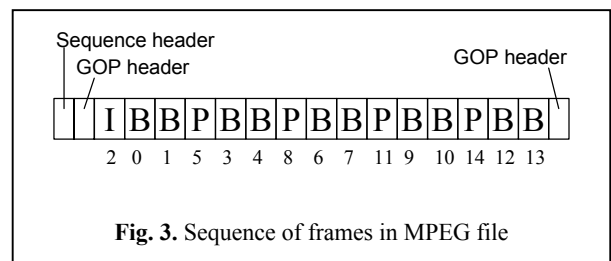 Sequence header
GOP header
GOP header
I B B P B B P B B P B B P B B
2 0 1 5 3 4 8 6 7 11 9 10 14 12 13
Fig. 3. Sequence of frames in MPEG file